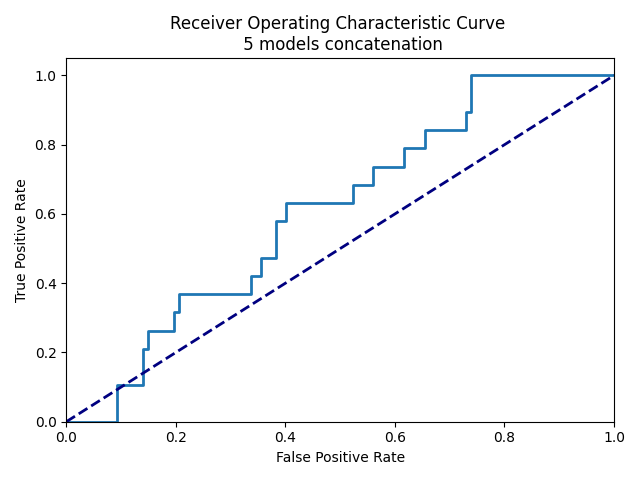 Receiver Operating Characteristic Curve
5 models concatenation
1.0
0.8
0.6
0.4
0.2
0.0
True Positive Rate
0.0 0.2 0.4 0.6 0.8 1.0
False Positive Rate